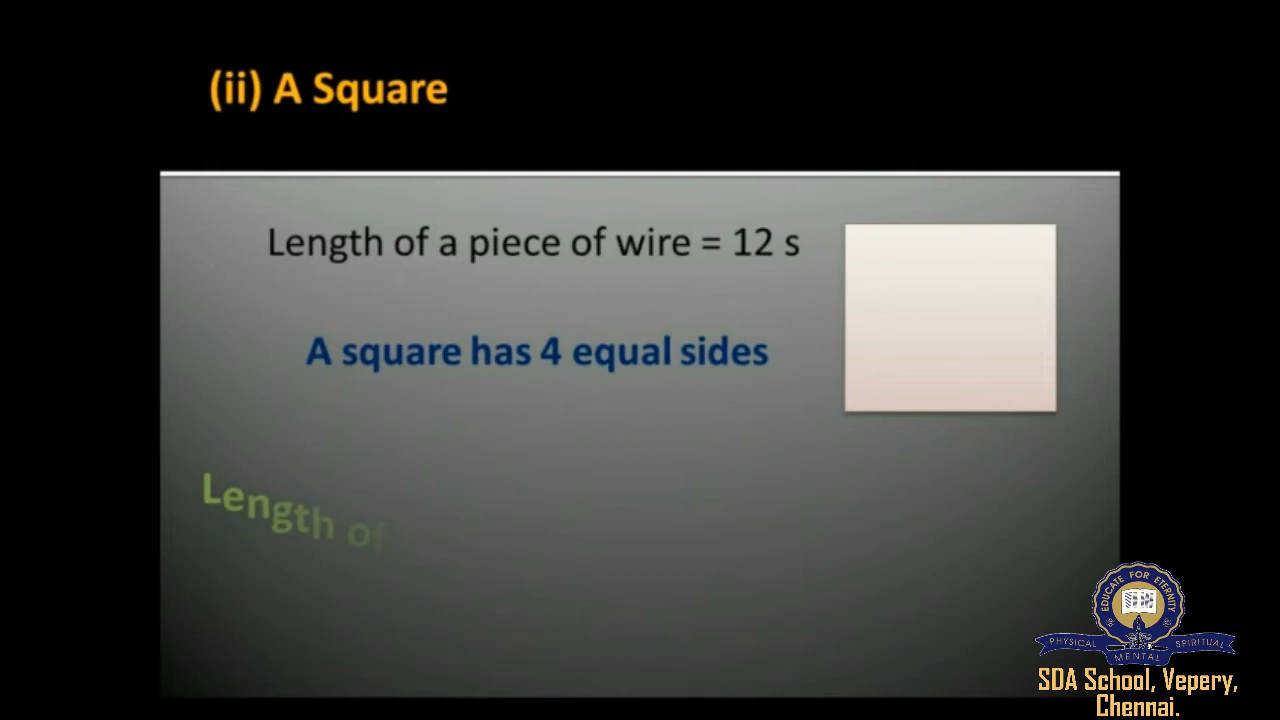 (ii) A Square
Length of a piece of wire = 12 s
A square has 4 equal sides
Length of
EDUCATE FOR ETERNITY
PHYSICAL MENTAL SPIRITUAL
SDA School, Vepery,
Chennai.